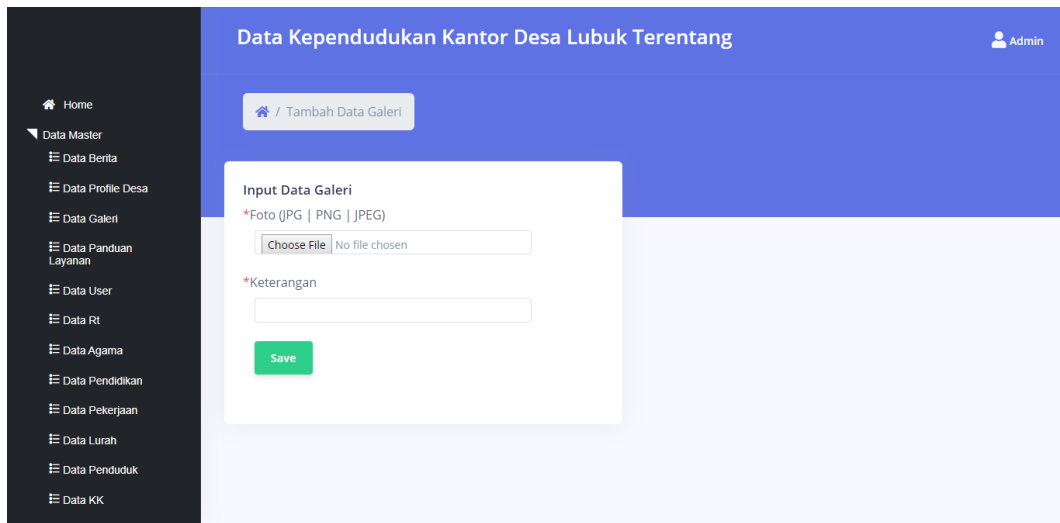 Data Kependudukan Kantor Desa Lubuk Terentang
Admin
Home
Data Master
Data Berita
Data Profile Desa
Data Galeri
Data Panduan
Layanan
Data User
Data Rt
Data Agama
Data Pendidikan
Data Pekerjaan
Data Lurah
Data Penduduk
Data KK
/ Tambah Data Galeri
Input Data Galeri
*Foto (JPG | PNG | JPEG)
Choose File No file chosen
*Keterangan
Save